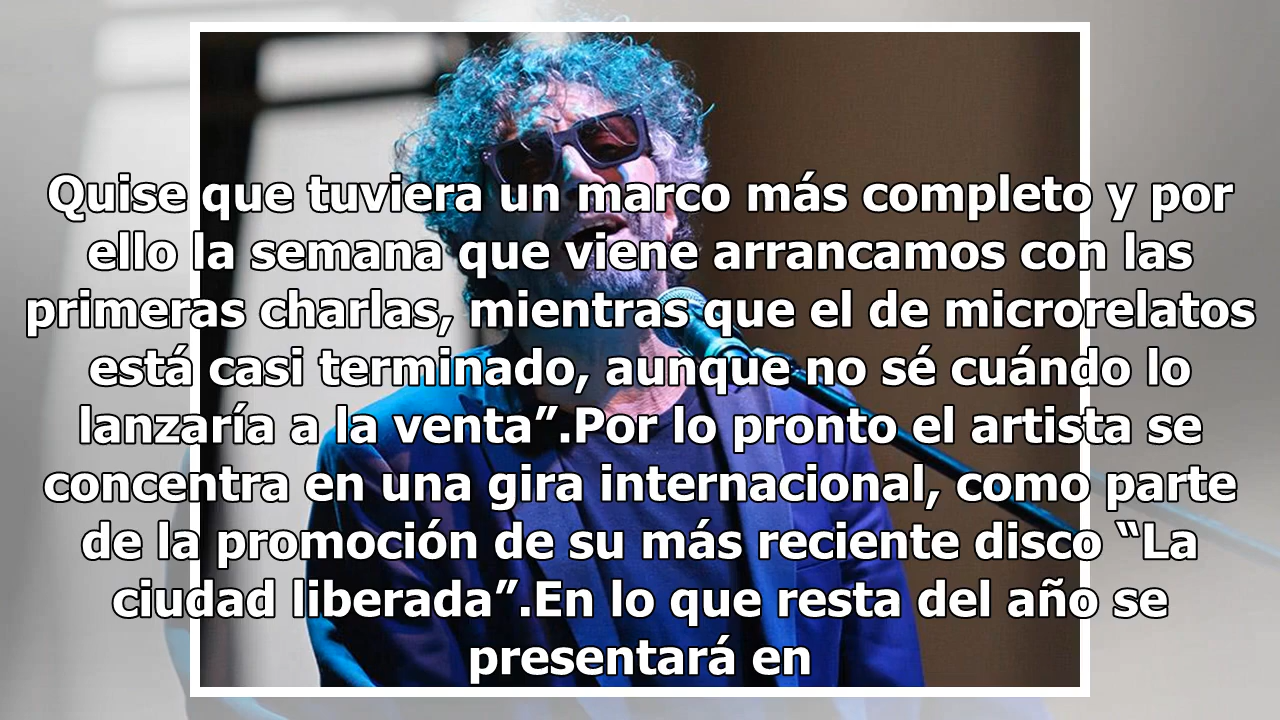 Quise que tuviera un marco más completo y por
ello la semana que viene arrancamos con las
primeras charlas, mientras que el de microrelatos
está casi terminado, aunque no sé cuándo lo
lanzaría a la venta”.Por lo pronto el artista se
concentra en una gira internacional, como parte
de la promoción de su más reciente disco “La
ciudad liberada”.En lo que resta del año se
presentará en